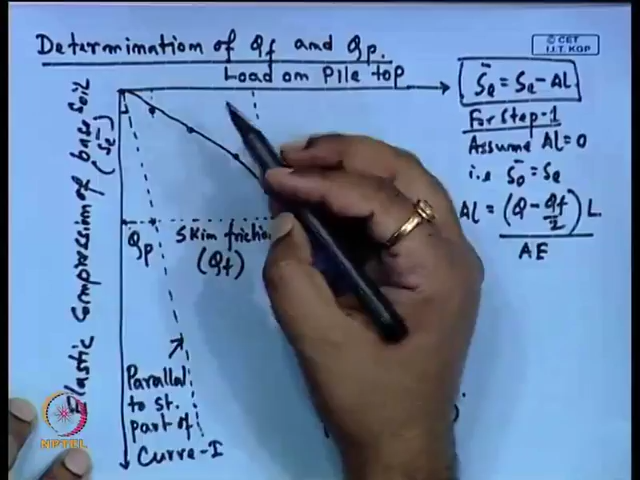 © CET
I.I.T. KGP
Determination of Qf and Qp.
Load on Pile top
S̄e = Se - ΔL
For Step-1
Assume ΔL=0
i.e S̄e = Se
ΔL = (Q - Qf/2) L
AE
Elastic compression of base soil
(S̄e)
Qp
Skin friction
(Qf)
Parallel
to st.
part of
Curve-I
NPTEL